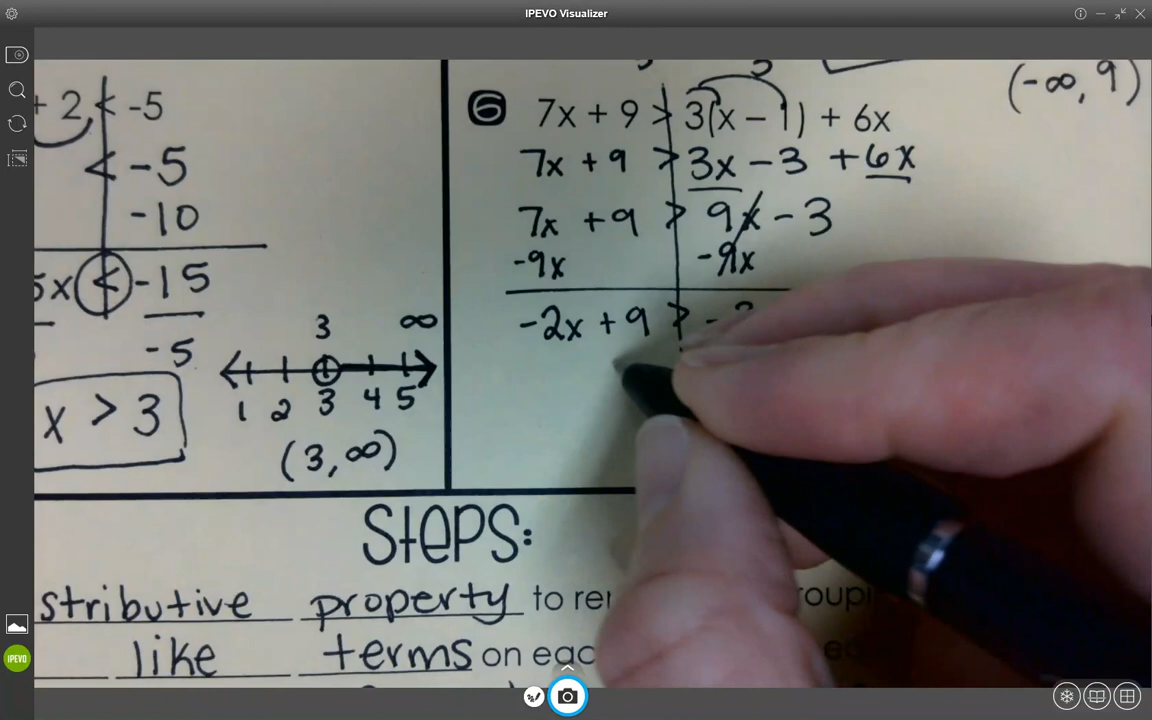 IPEVO Visualizer
+ 2 < -5
< -5
-10
5x < -15
-5
x > 3
3 ∞
1 2 3 4 5
(3, ∞)
(-∞, 9)
6 7x + 9 > 3(x - 1) + 6x
7x + 9 > 3x - 3 + 6x
7x + 9 > 9x - 3
-9x -9x
-2x + 9 > -3
Steps:
stributive property to
like terms on eac
IPEVO